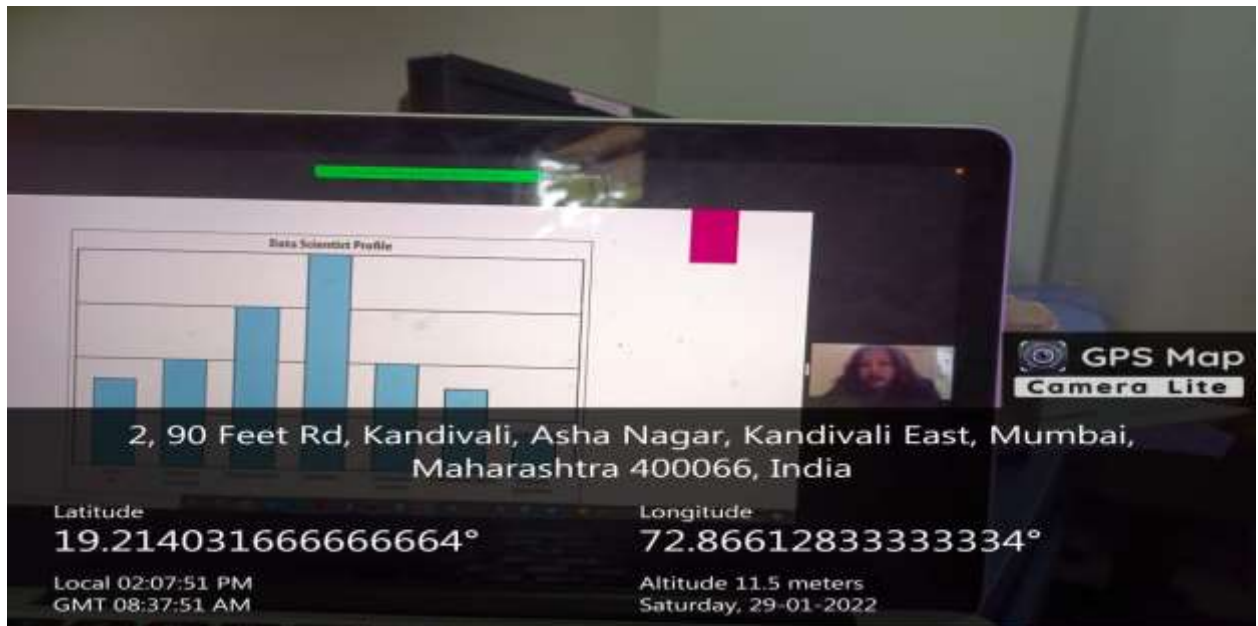 Data Scientist Profile
GPS Map
Camera Lite
2, 90 Feet Rd, Kandivali, Asha Nagar, Kandivali East, Mumbai,
Maharashtra 400066, India
Latitude
19.214031666666664°
Longitude
72.86612833333334°
Local 02:07:51 PM
GMT 08:37:51 AM
Altitude 11.5 meters
Saturday, 29-01-2022